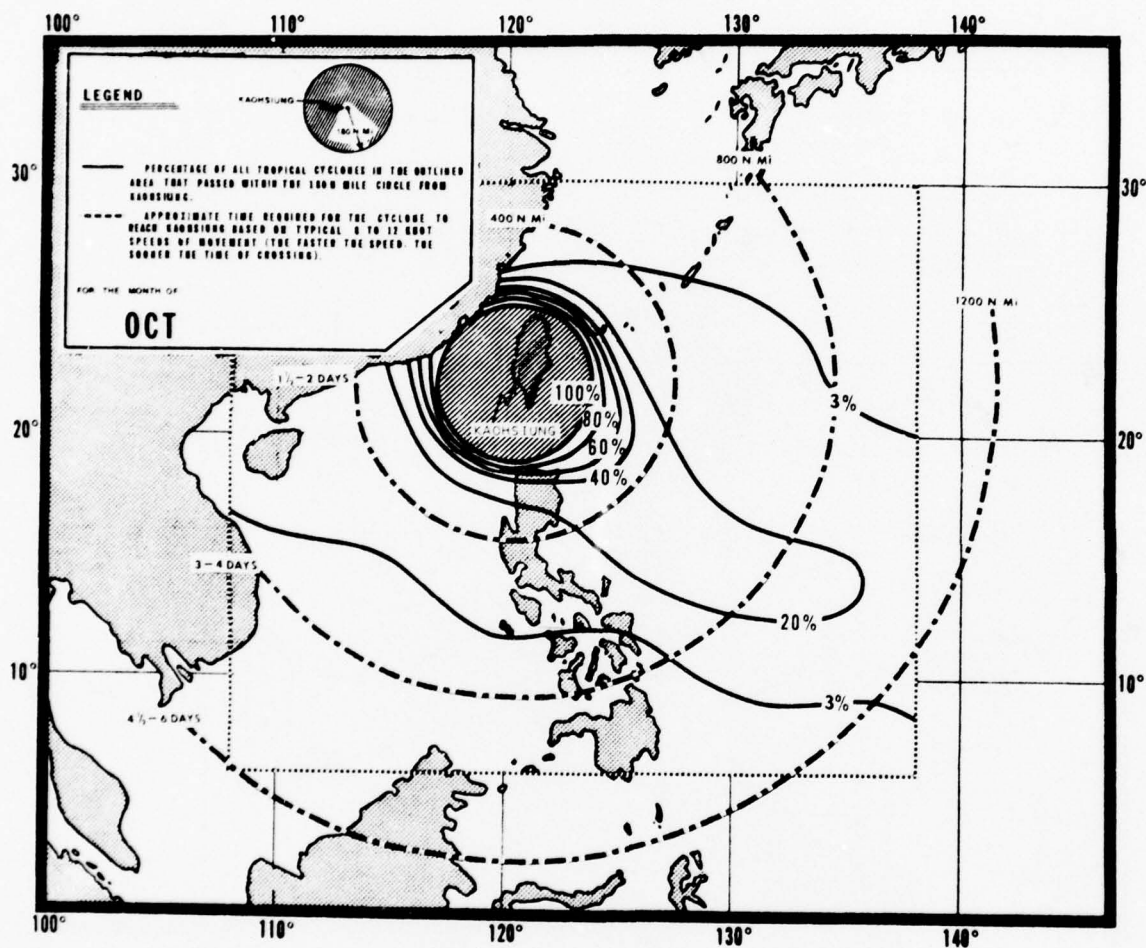 100° 110° 120° 130° 140°
LEGEND
KAOHSIUNG
180 N Mi
PERCENTAGE OF ALL TROPICAL CYCLONES IN THE OUTLINED
AREA THAT PASSED WITHIN THE 180 N MILE CIRCLE FROM
KAOHSIUNG.
APPROXIMATE TIME REQUIRED FOR THE CYCLONE TO
REACH KAOHSIUNG BASED ON TYPICAL 8 TO 12 KNOT
SPEEDS OF MOVEMENT (THE FASTER THE SPEED, THE
SOONER THE TIME OF CROSSING).
FOR THE MONTH OF
OCT
800 N Mi
30° 30°
400 N Mi
1200 N Mi
1½-2 DAYS
100%
3%
80%
20° KAOHSIUNG 20°
60%
40%
3-4 DAYS
20%
10° 10°
3%
4½-6 DAYS
100° 110° 120° 130° 140°